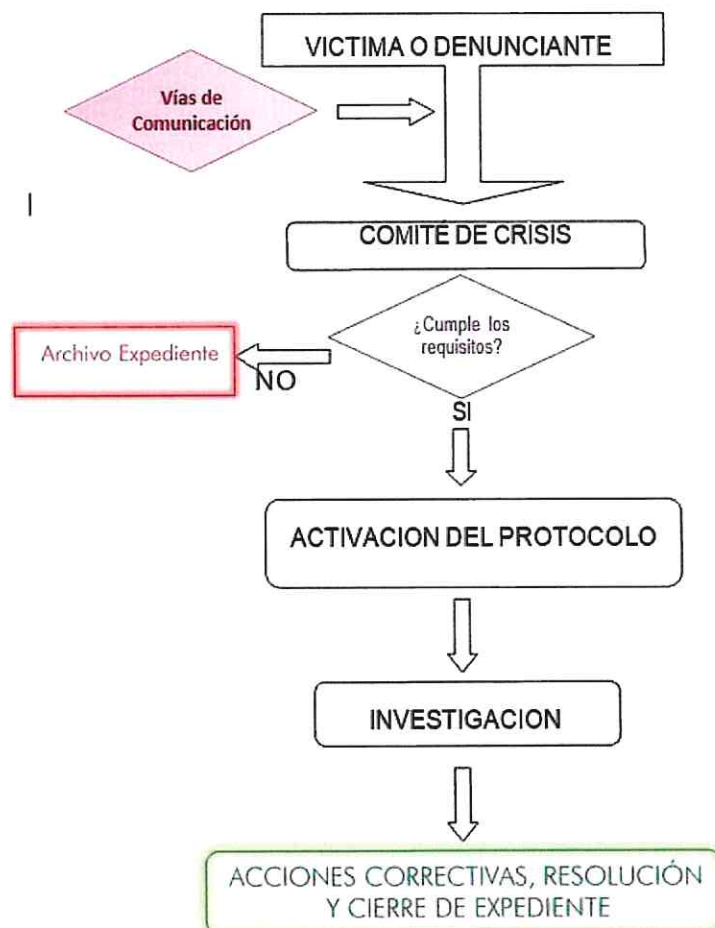 VICTIMA O DENUNCIANTE
Vías de
Comunicación
COMITÉ DE CRISIS
¿Cumple los
requisitos?
Archivo Expediente
NO
SI
ACTIVACION DEL PROTOCOLO
INVESTIGACION
ACCIONES CORRECTIVAS, RESOLUCIÓN
Y CIERRE DE EXPEDIENTE